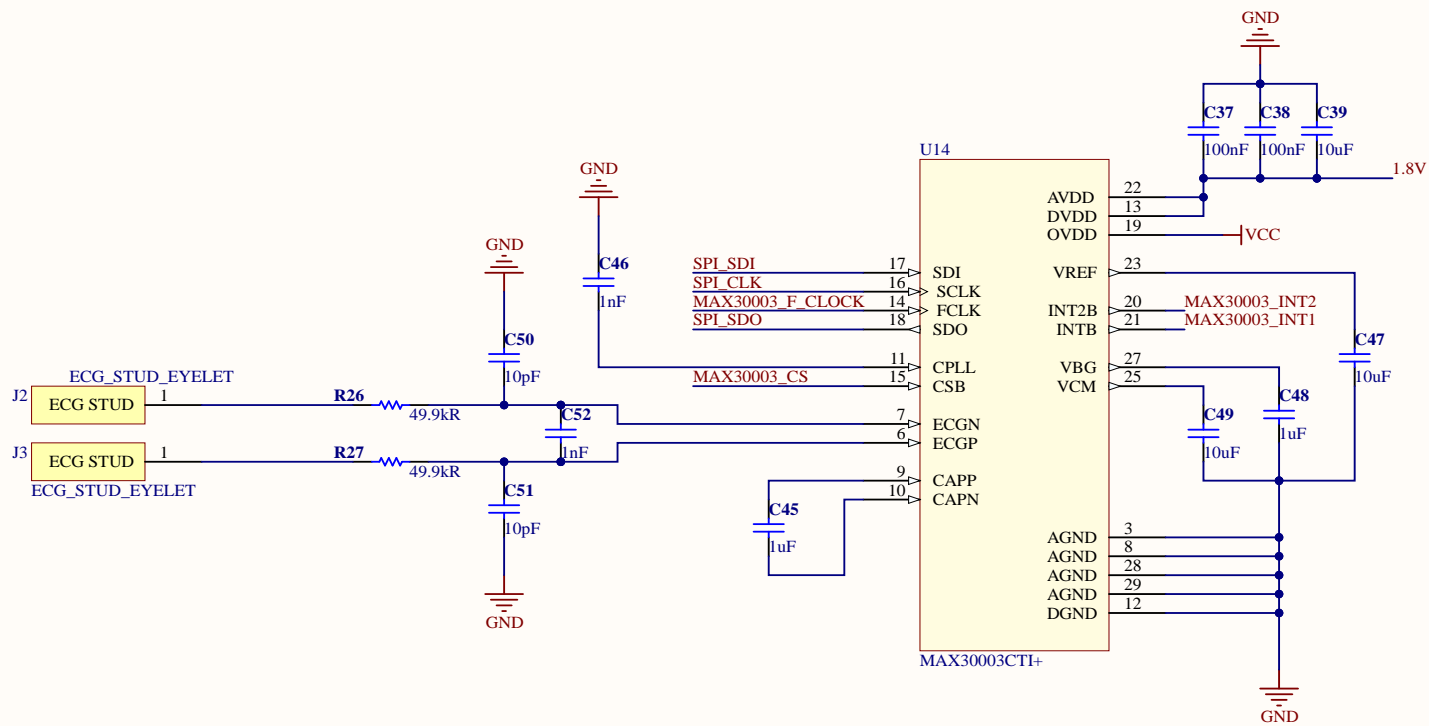 GND
C37
C38
C39
100nF
100nF
10uF
1.8V
U14
GND
AVDD
22
DVDD
13
OVDD
19
VCC
GND
C46
1nF
SPI_SDI
17
SDI
VREF
23
SPI_CLK
16
SCLK
MAX30003_F_CLOCK
14
FCLK
INT2B
20
MAX30003_INT2
SPI_SDO
18
SDO
INTB
21
MAX30003_INT1
C50
10pF
C47
10uF
11
CPLL
VBG
27
MAX30003_CS
15
CSB
VCM
25
ECG_STUD_EYELET
J2
ECG STUD
1
R26
49.9kR
C52
1nF
C49
10uF
C48
1uF
7
ECGN
6
ECGP
J3
ECG STUD
1
R27
49.9kR
ECG_STUD_EYELET
C51
10pF
9
CAPP
10
CAPN
C45
1uF
AGND
3
AGND
8
AGND
28
AGND
29
DGND
12
GND
MAX30003CTI+
GND